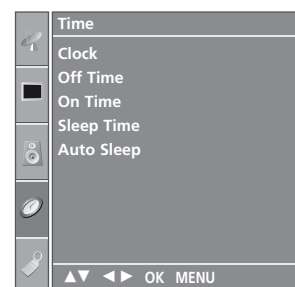 Time
Clock
Off Time
On Time
Sleep Time
Auto Sleep
▲▼ ◄► OK MENU